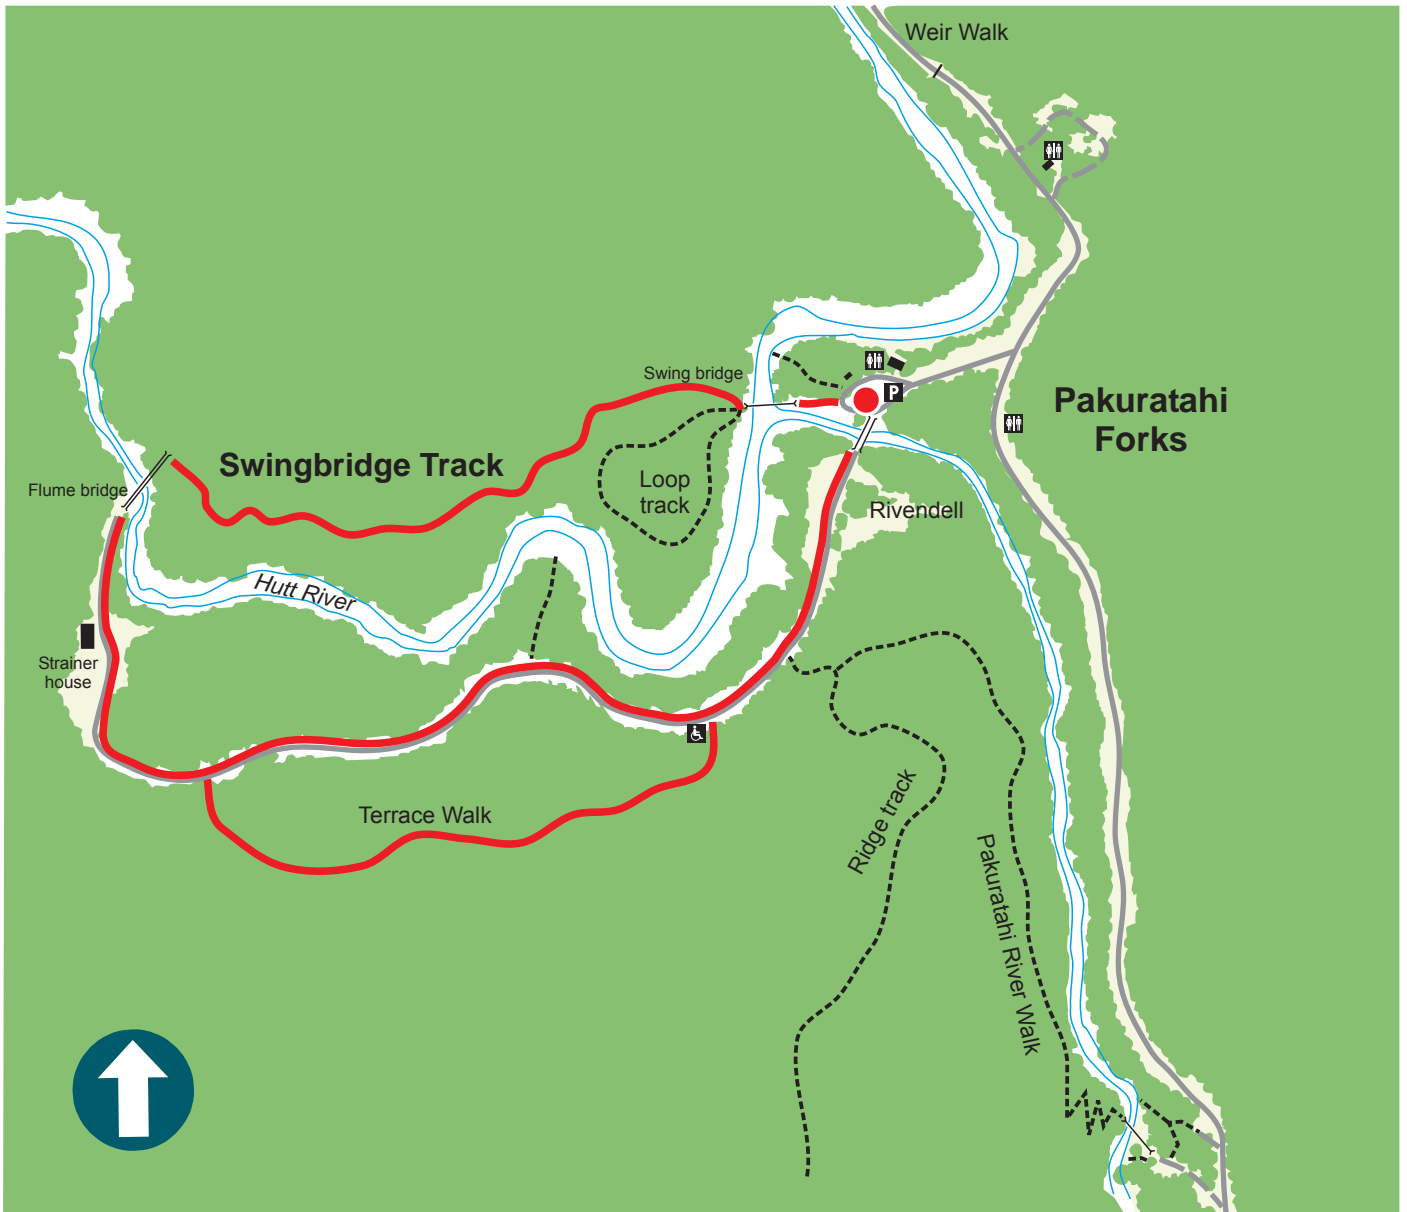 Weir Walk
Swing bridge
P
Pakuratahi
Forks
Swingbridge Track
Loop
track
Flume bridge
Rivendell
Hutt River
Strainer
house
Terrace Walk
Ridge track
Pakuratahi River Walk